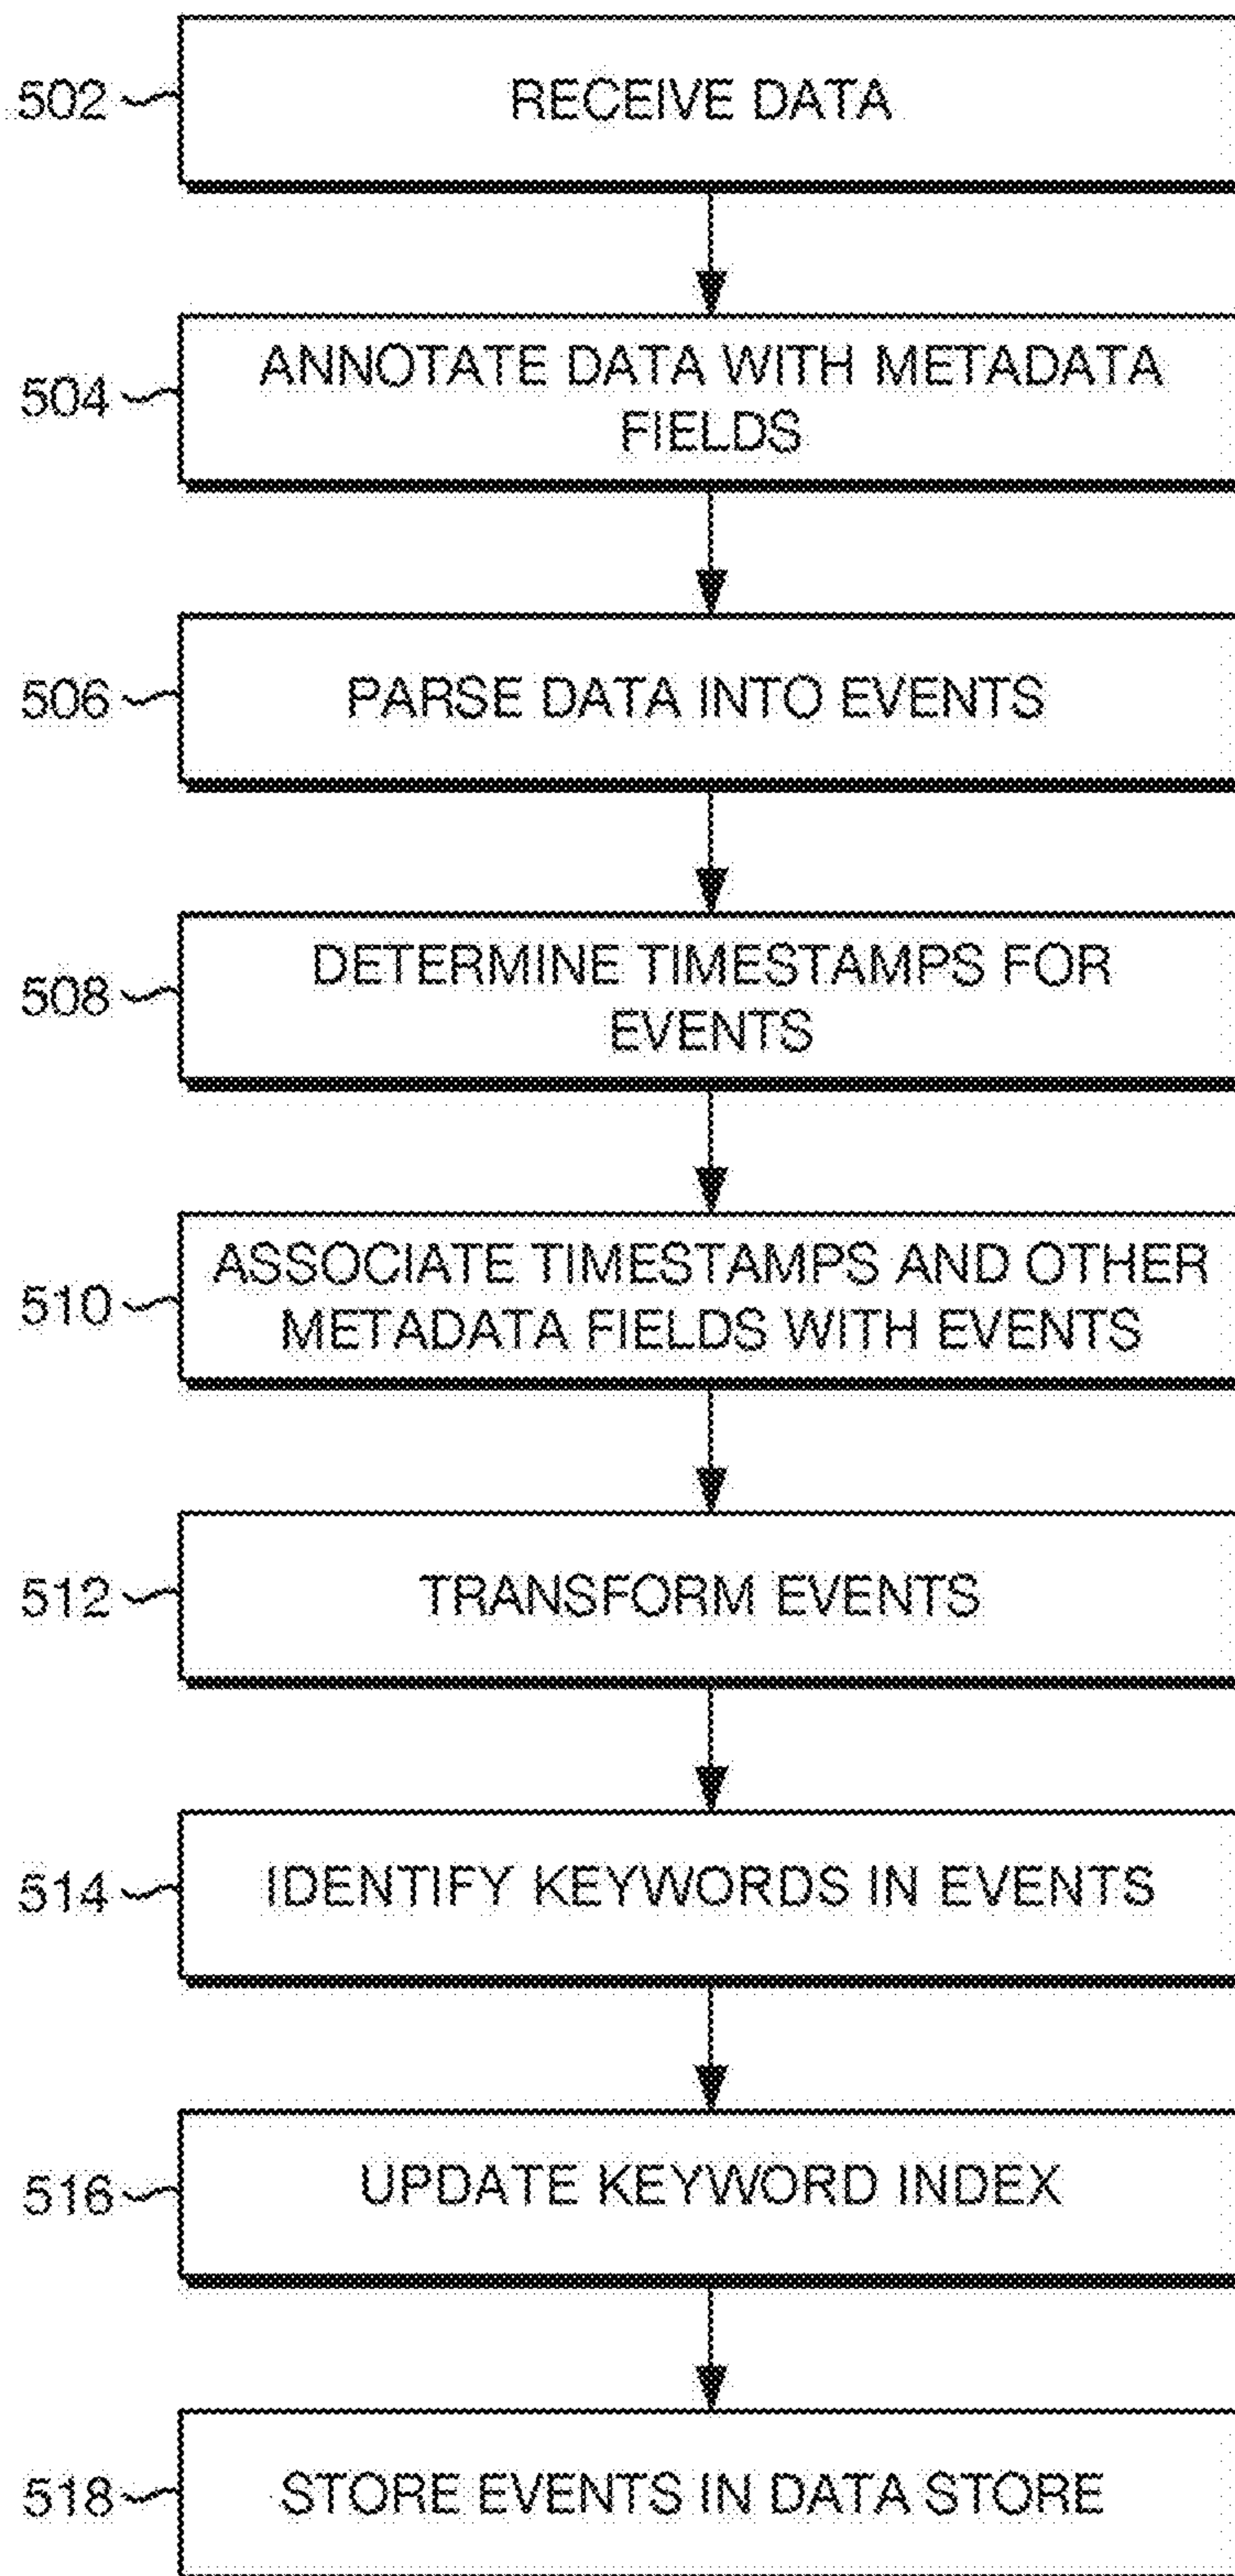 502
RECEIVE DATA
504
ANNOTATE DATA WITH METADATA
FIELDS
506
PARSE DATA INTO EVENTS
508
DETERMINE TIMESTAMPS FOR
EVENTS
510
ASSOCIATE TIMESTAMPS AND OTHER
METADATA FIELDS WITH EVENTS
512
TRANSFORM EVENTS
514
IDENTIFY KEYWORDS IN EVENTS
516
UPDATE KEYWORD INDEX
518
STORE EVENTS IN DATA STORE